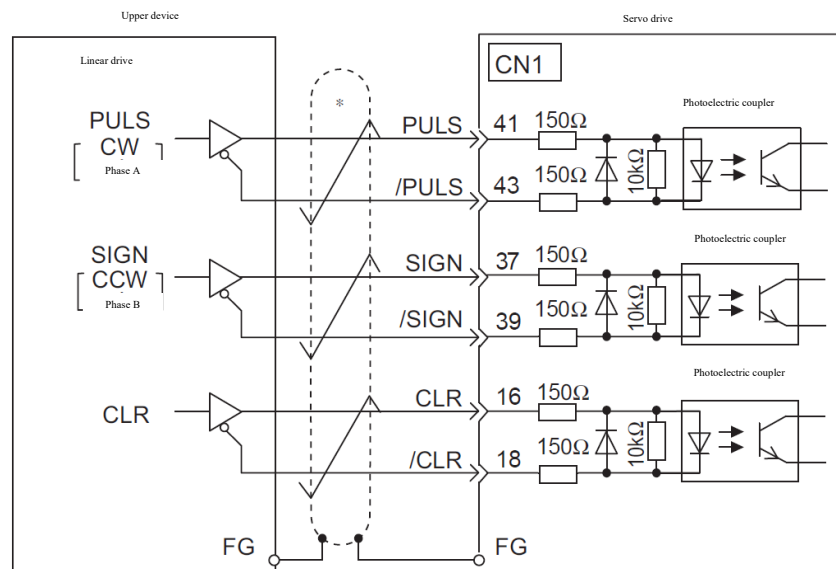 Upper device
Servo drive
Linear drive
CN1
*
Photoelectric coupler
PULS
CW
Phase A
PULS
41
150Ω
/PULS
43
150Ω
10kΩ
Photoelectric coupler
SIGN
CCW
Phase B
SIGN
37
150Ω
/SIGN
39
150Ω
10kΩ
Photoelectric coupler
CLR
CLR
16
150Ω
/CLR
18
150Ω
10kΩ
FG
FG